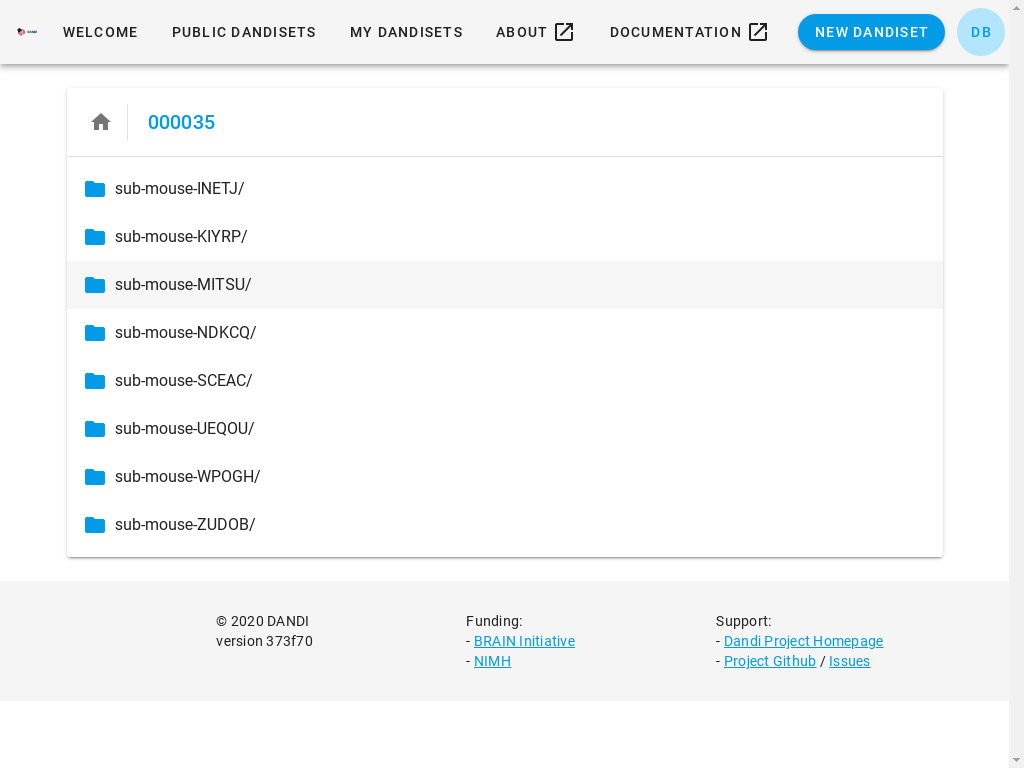 WELCOME PUBLIC DANDISETS MY DANDISETS ABOUT DOCUMENTATION NEW DANDISET DB
000035
sub-mouse-INETJ/
sub-mouse-KIYRP/
sub-mouse-MITSU/
sub-mouse-NDKCQ/
sub-mouse-SCEAC/
sub-mouse-UEQOU/
sub-mouse-WPOGH/
sub-mouse-ZUDOB/
© 2020 DANDI
version 373f70
Funding:
- BRAIN Initiative
- NIMH
Support:
- Dandi Project Homepage
- Project Github / Issues